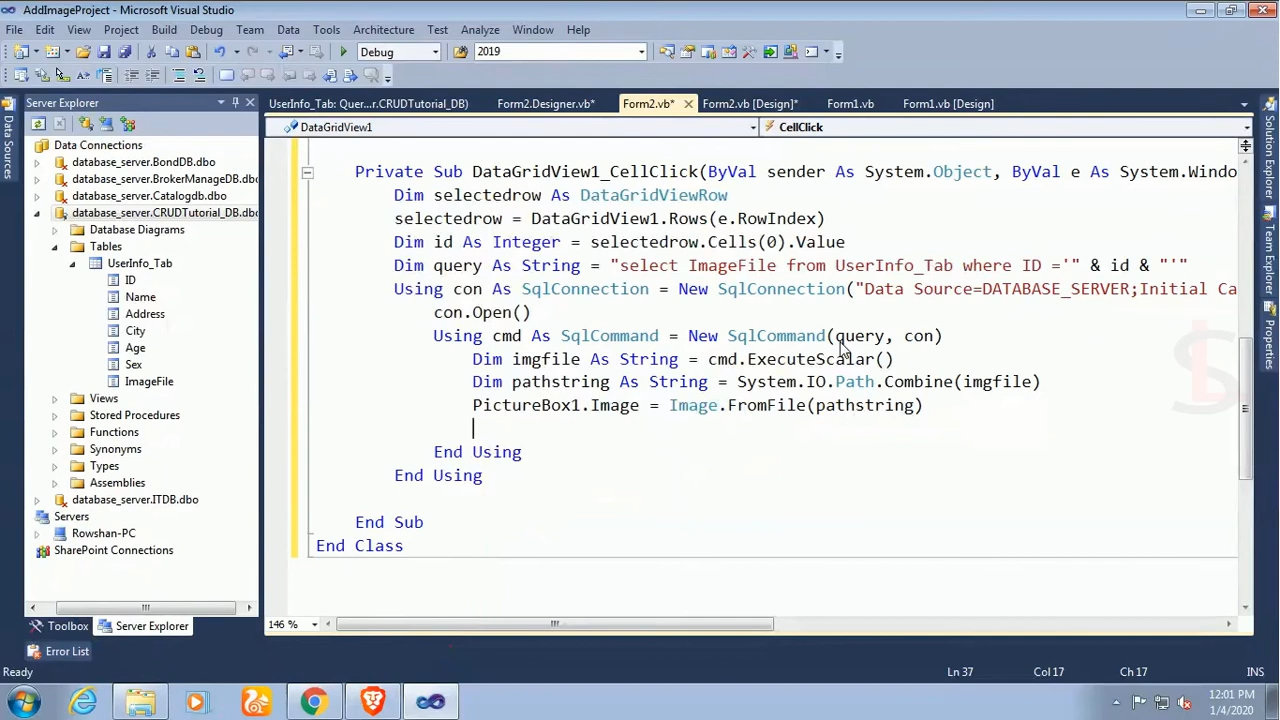 AddImageProject - Microsoft Visual Studio
File Edit View Project Build Debug Team Data Tools Architecture Test Analyze Window Help
Debug 2019
Server Explorer
UserInfo_Tab: Quer...r.CRUDTutorial_DB) Form2.Designer.vb* Form2.vb* Form2.vb [Design]* Form1.vb Form1.vb [Design]
DataGridView1 CellClick
Data Sources
Solution Explorer
Team Explorer
Properties
Data Connections
database_server.BondDB.dbo
database_server.BrokerManageDB.dbo
database_server.Catalogdb.dbo
database_server.CRUDTutorial_DB.dbo
Database Diagrams
Tables
UserInfo_Tab
ID
Name
Address
City
Age
Sex
ImageFile
Views
Stored Procedures
Functions
Synonyms
Types
Assemblies
database_server.ITDB.dbo
Servers
Rowshan-PC
SharePoint Connections
Private Sub DataGridView1_CellClick(ByVal sender As System.Object, ByVal e As System.Windo
Dim selectedrow As DataGridViewRow
selectedrow = DataGridView1.Rows(e.RowIndex)
Dim id As Integer = selectedrow.Cells(0).Value
Dim query As String = "select ImageFile from UserInfo_Tab where ID ='" & id & "'"
Using con As SqlConnection = New SqlConnection("Data Source=DATABASE_SERVER;Initial Ca
con.Open()
Using cmd As SqlCommand = New SqlCommand(query, con)
Dim imgfile As String = cmd.ExecuteScalar()
Dim pathstring As String = System.IO.Path.Combine(imgfile)
PictureBox1.Image = Image.FromFile(pathstring)
End Using
End Using
End Sub
End Class
146 %
Toolbox Server Explorer
Error List
Ready Ln 37 Col 17 Ch 17 INS
12:01 PM
1/4/2020